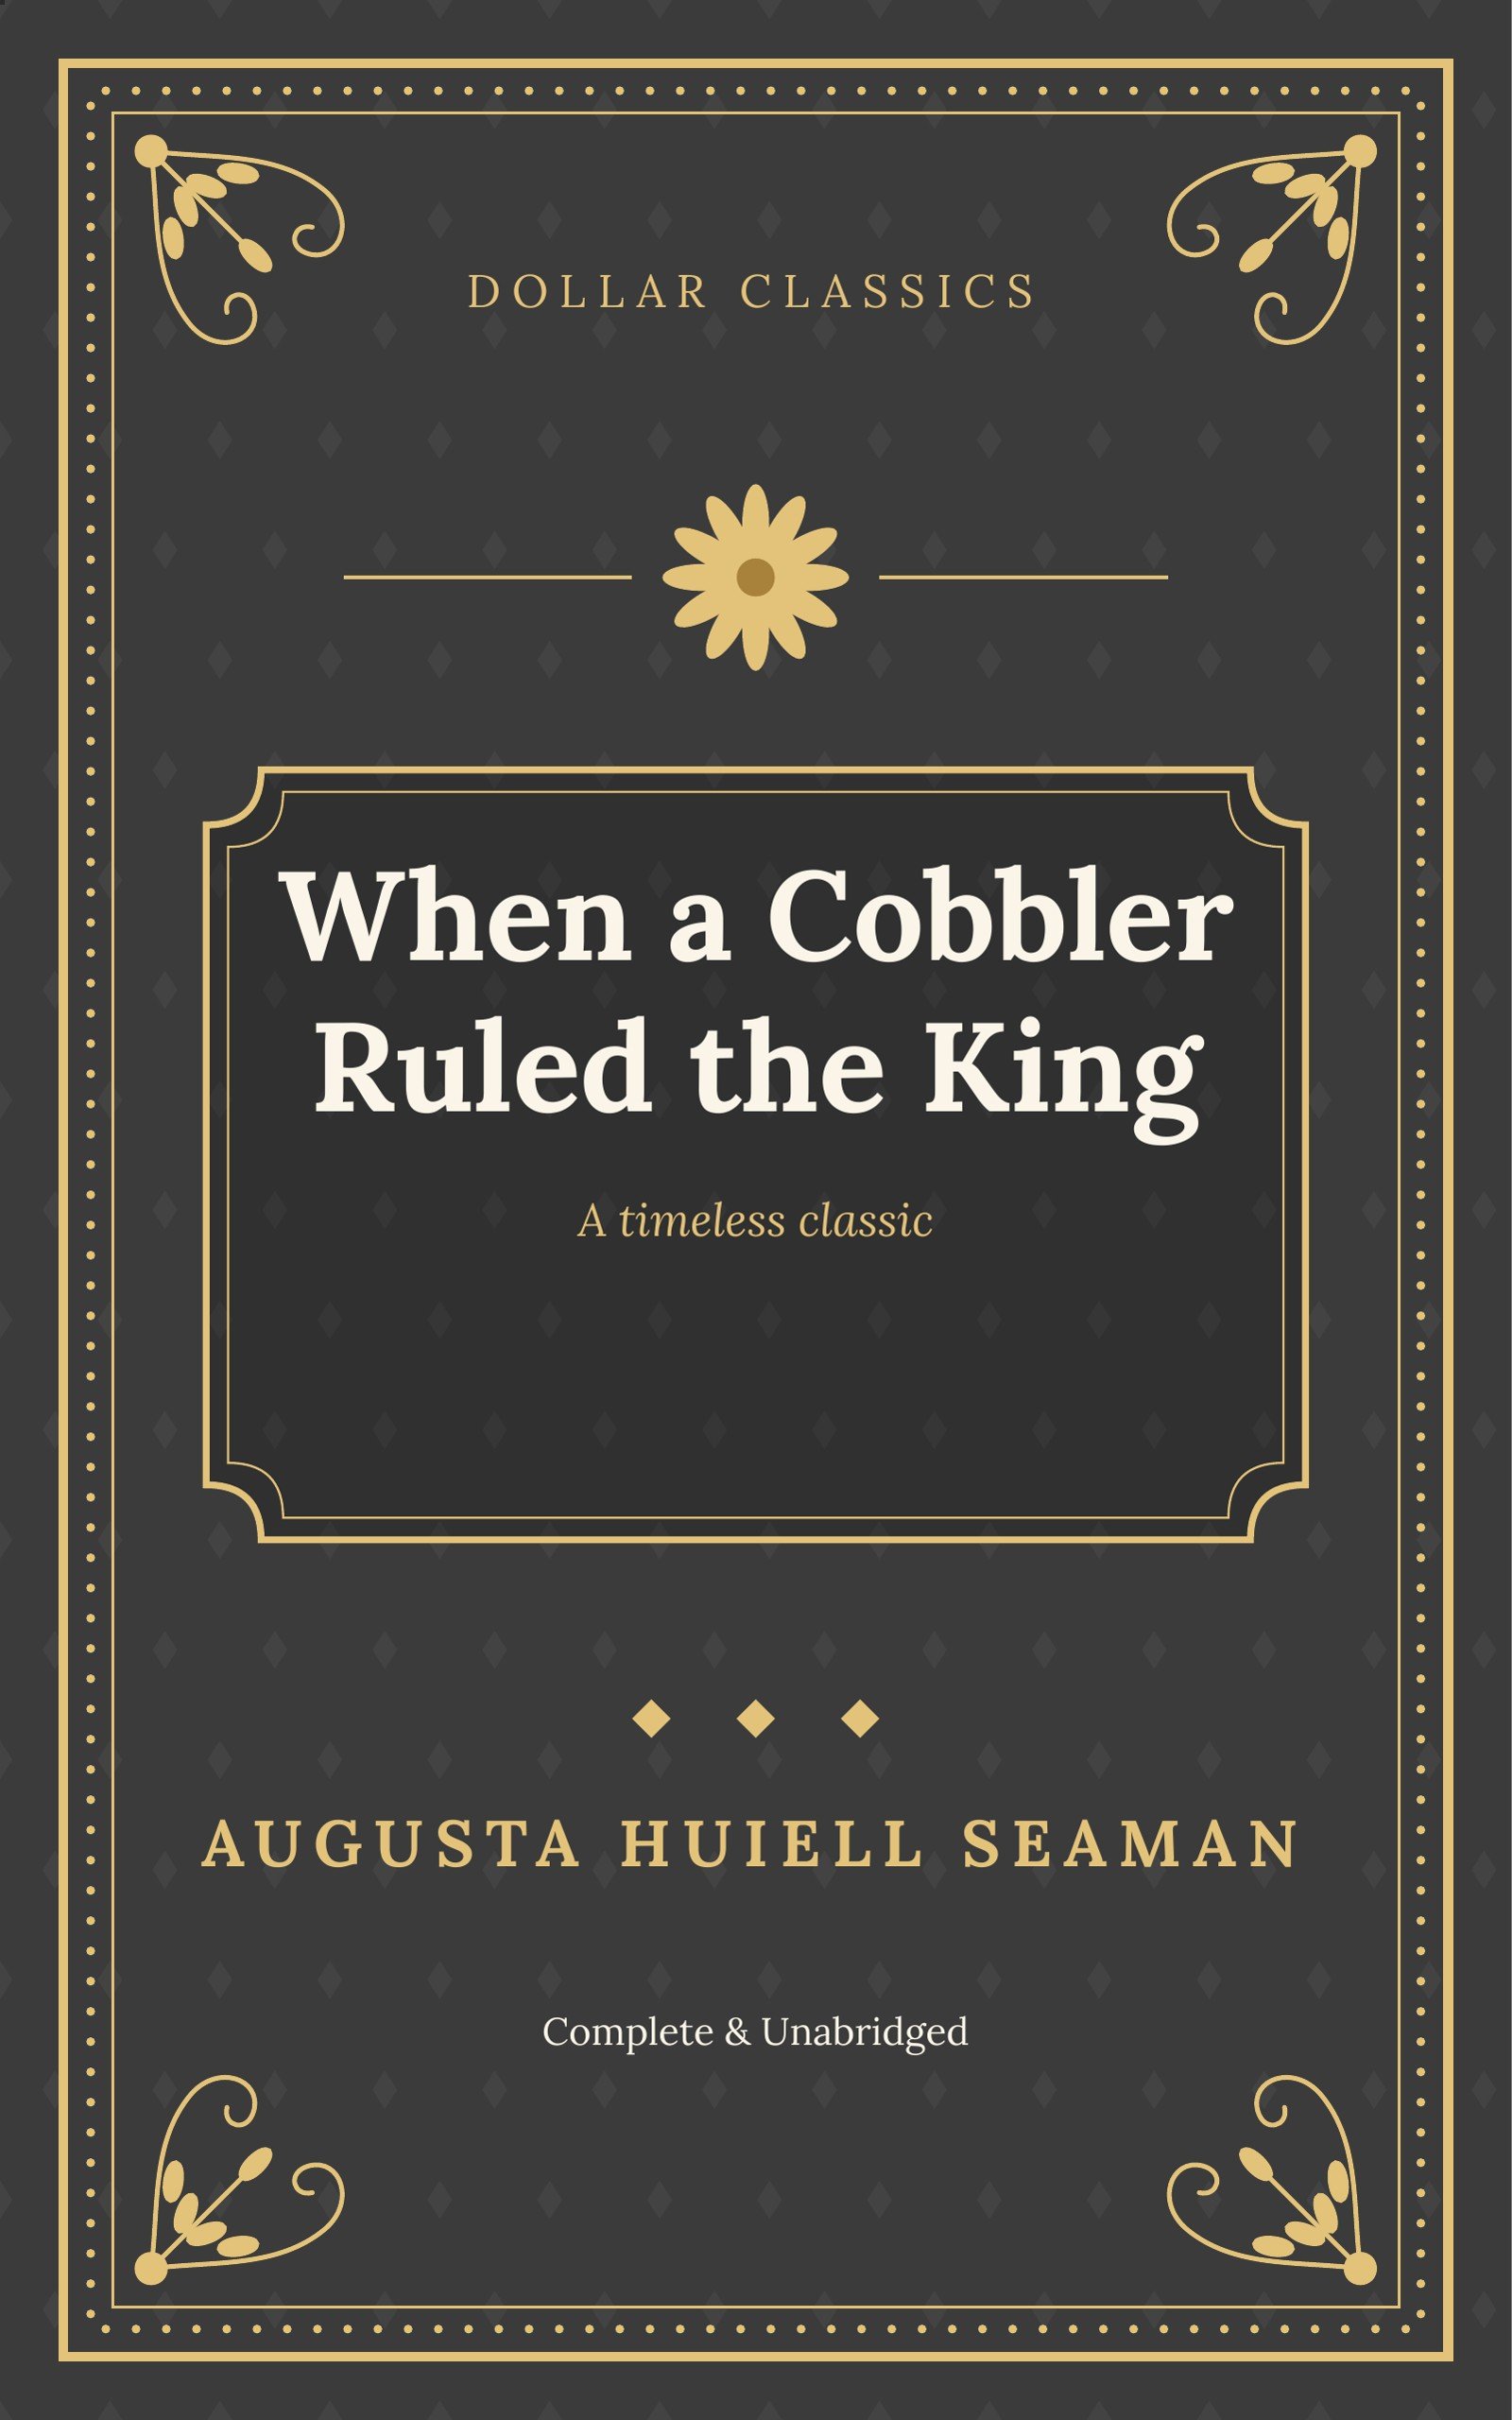 DOLLAR CLASSICS
When a Cobbler
Ruled the King
A timeless classic
AUGUSTA HUIELL SEAMAN
Complete & Unabridged